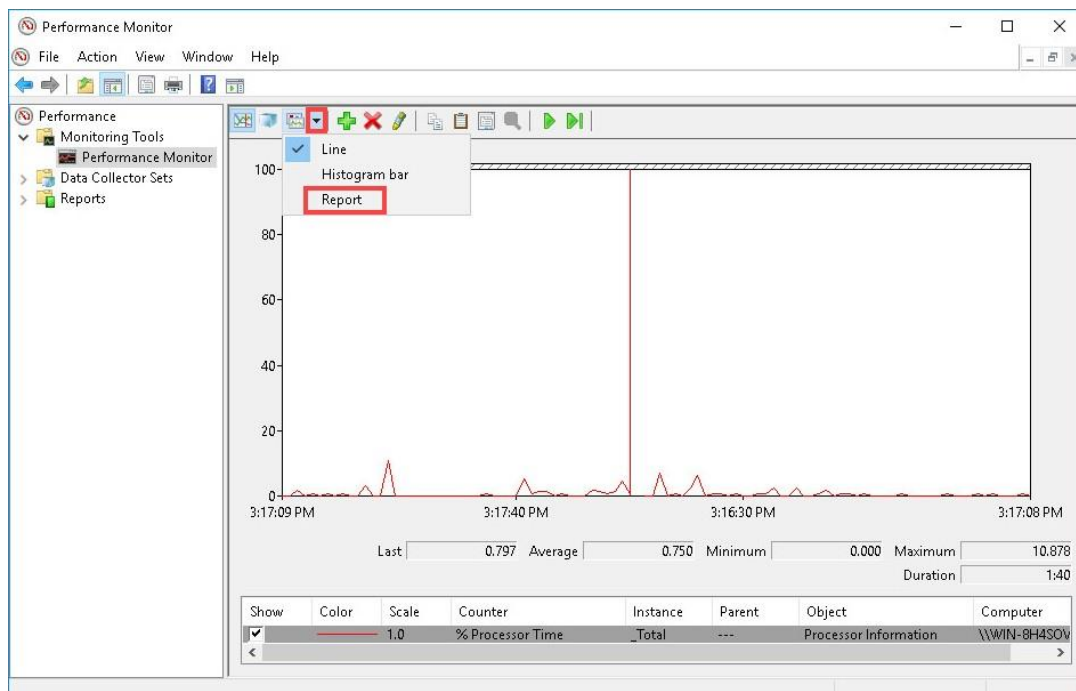 Performance Monitor
File Action View Window Help
Performance
Monitoring Tools
Performance Monitor
Data Collector Sets
Reports
Line
Histogram bar
Report
100
80
60
40
20
0
3:17:09 PM 3:17:40 PM 3:16:30 PM 3:17:08 PM
Last 0.797 Average 0.750 Minimum 0.000 Maximum 10.878
Duration 1:40
Show Color Scale Counter Instance Parent Object Computer
1.0 % Processor Time _Total --- Processor Information \\WIN-8H4SOV